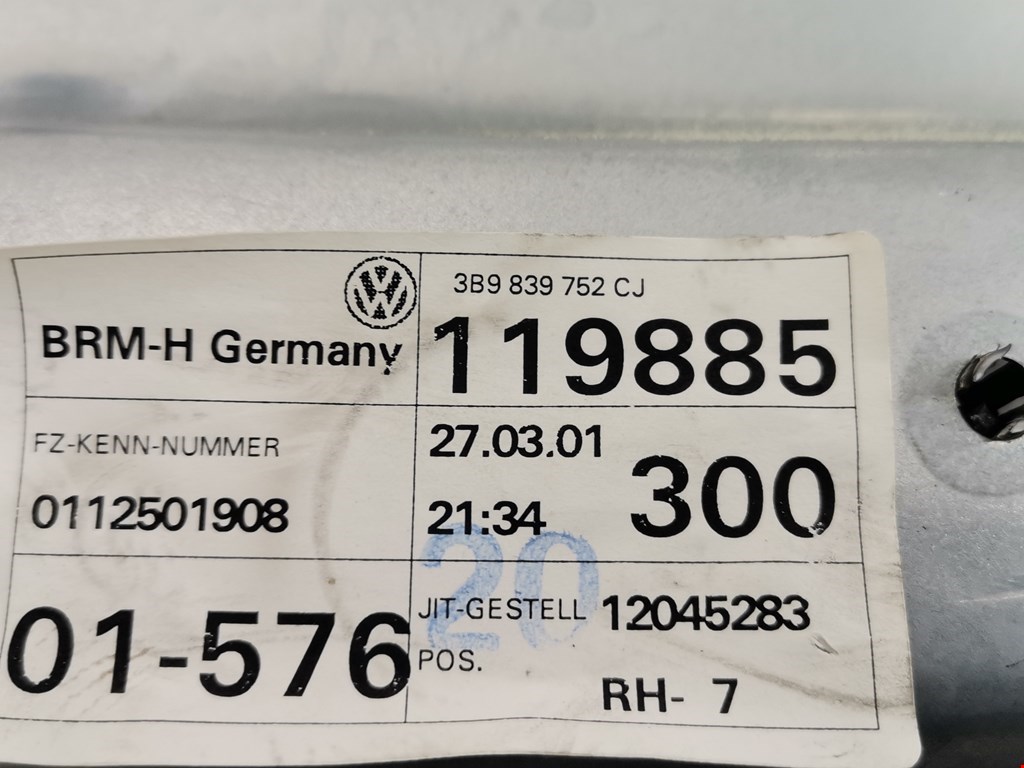 BRM-H Germany
3B9 839 752 CJ
119885
FZ-KENN-NUMMER
0112501908
27.03.01
21:34
300
20
01-576
JIT-GESTELL 12045283
POS.
RH- 7